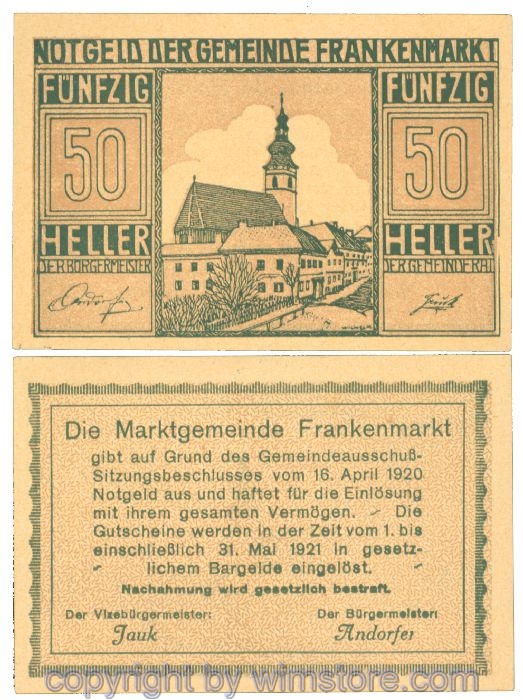 NOTGELD DER GEMEINDE FRANKENMARKT
FÜNFZIG
50
HELLER
DER BÜRGERMEISTER
FÜNFZIG
50
HELLER
DER GEMEINDERAT
Die Marktgemeinde Frankenmarkt
gibt auf Grund des Gemeindeausschuß-
Sitzungsbeschlusses vom 16. April 1920
Notgeld aus und haftet für die Einlösung
mit ihrem gesamten Vermögen. - Die
Gutscheine werden in der Zeit vom 1. bis
einschließlich 31. Mai 1921 in gesetz-
lichem Bargelde eingelöst.
Nachahmung wird gesetzlich bestraft.
Der Vizebürgermeister: Der Bürgermeister:
Jauk Andorfer
copyright by wimstore.com